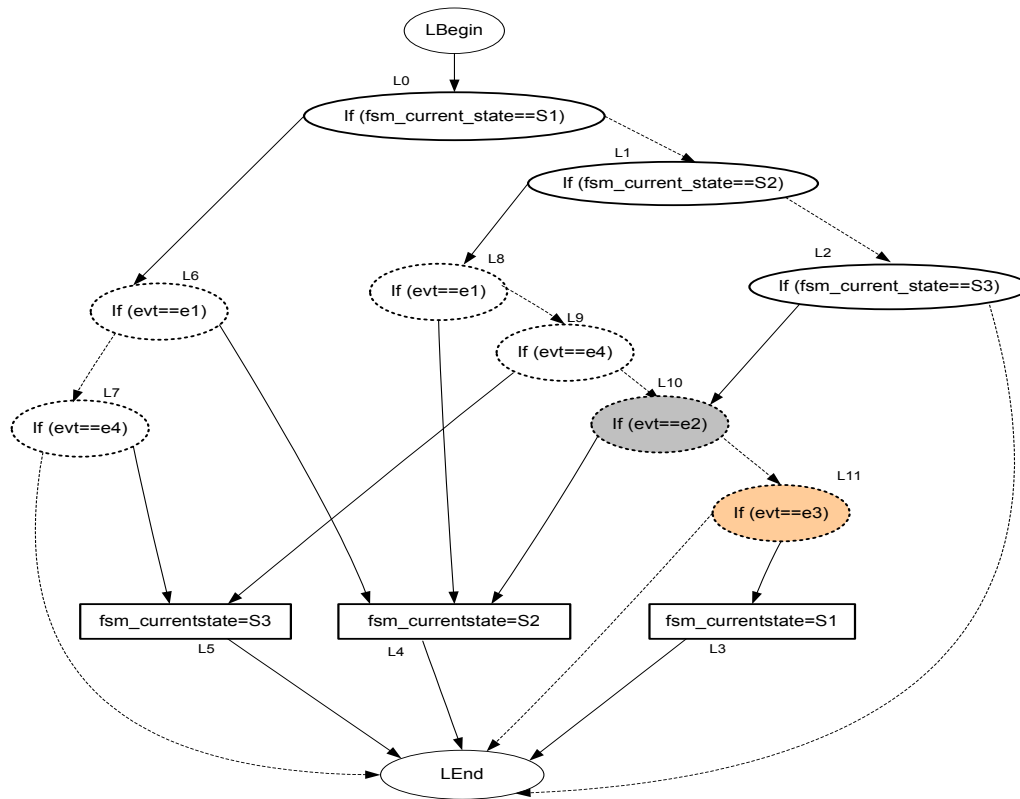 LBegin
L0
If (fsm_current_state==S1)
L1
If (fsm_current_state==S2)
L2
If (fsm_current_state==S3)
L6
If (evt==e1)
L8
If (evt==e1)
L9
If (evt==e4)
L7
If (evt==e4)
L10
If (evt==e2)
L11
If (evt==e3)
fsm_currentstate=S3
L5
fsm_currentstate=S2
L4
fsm_currentstate=S1
L3
LEnd